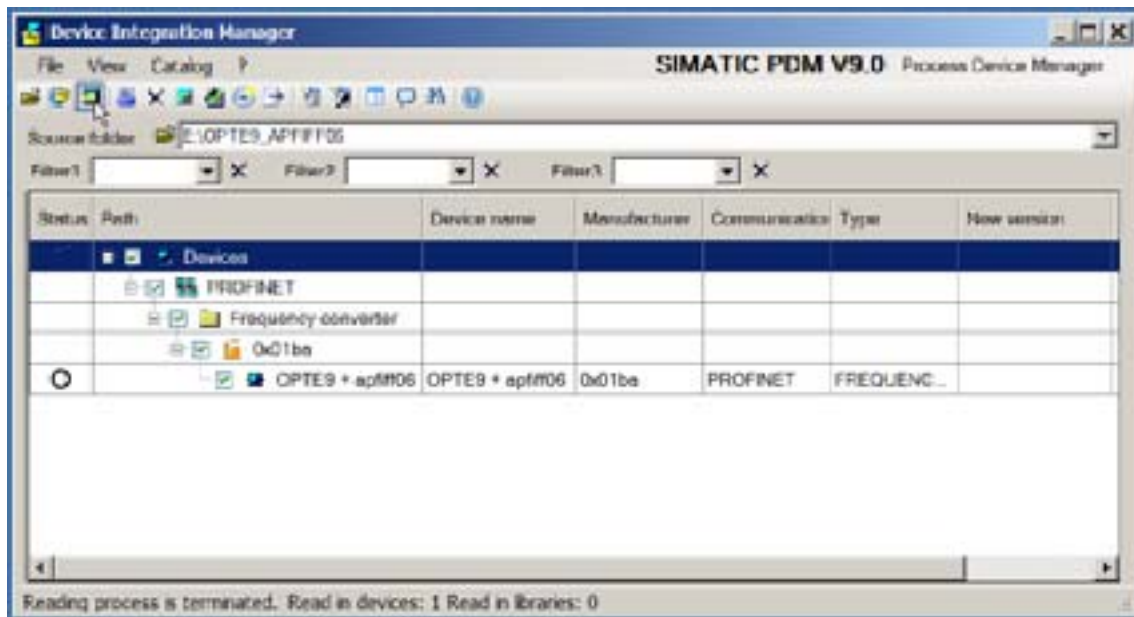 Device Integration Manager
File View Catalog ?
SIMATIC PDM V9.0 Process Device Manager
Source folder E:\OPTE9_APFIFF06
Filter1 Filter2 Filter3
Status Path Device name Manufacturer Communication Type New version
Devices
PROFINET
Frequency converter
0x01ba
OPTE9 + apfiff06 OPTE9 + apfiff06 0x01ba PROFINET FREQUENC...
Reading process is terminated. Read in devices: 1 Read in libraries: 0